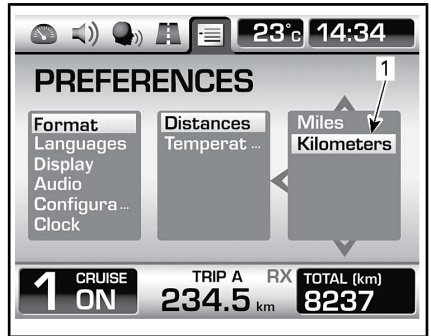 23°c 14:34
1
PREFERENCES
Format
Languages
Display
Audio
Configura...
Clock
Distances
Temperat ...
Miles
Kilometers
1 CRUISE ON
TRIP A RX
234.5 km
TOTAL (km)
8237